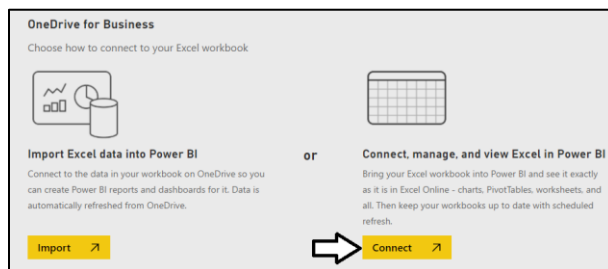 OneDrive for Business
Choose how to connect to your Excel workbook
Import Excel data into Power BI
Connect to the data in your workbook on OneDrive so you
can create Power BI reports and dashboards for it. Data is
automatically refreshed from OneDrive.
Import
or
Connect, manage, and view Excel in Power BI
Bring your Excel workbook into Power BI and see it exactly
as it is in Excel Online - charts, PivotTables, worksheets, and
all. Then keep your workbooks up to date with scheduled
refresh.
Connect